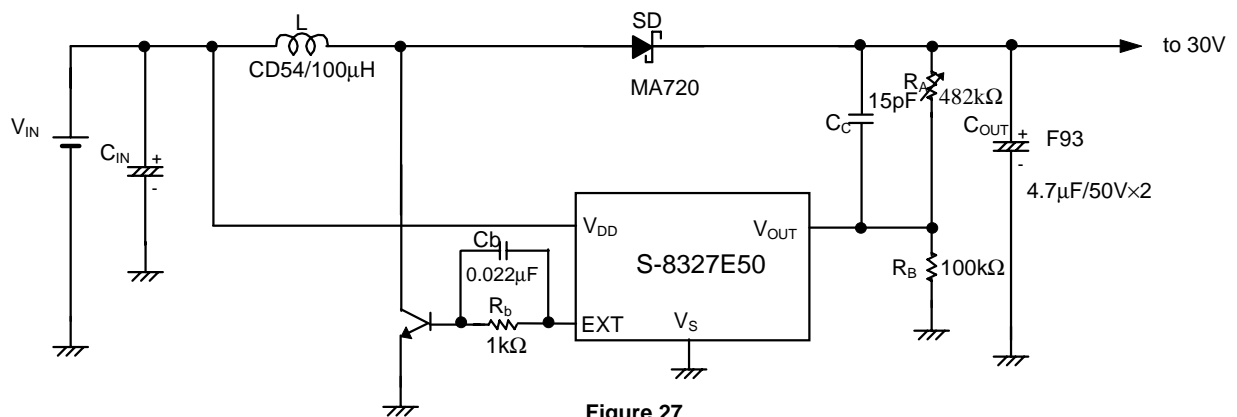 L
CD54/100μH
SD
MA720
to 30V
VIN
CIN
+
-
15pF
CC
RA
482kΩ
COUT
+
-
F93
4.7μF/50V×2
VDD
VOUT
S-8327E50
EXT
VS
Cb
0.022μF
Rb
1kΩ
RB
100kΩ
Figure 27